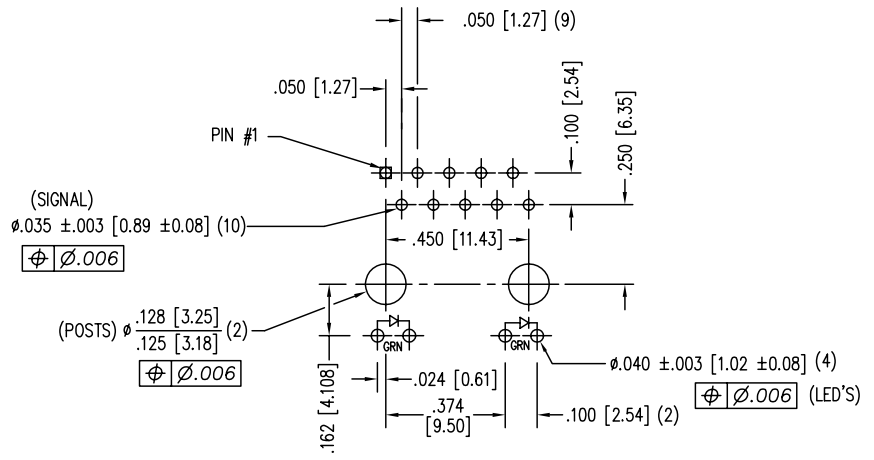 .050 [1.27] (9)
.050 [1.27]
.100 [2.54]
.250 [6.35]
PIN #1
(SIGNAL)
ø.035 ±.003 [0.89 ±0.08] (10)
⌖ Ø.006
.450 [11.43]
(POSTS) ø .128 [3.25] (2)
.125 [3.18]
⌖ Ø.006
GRN
GRN
ø.040 ±.003 [1.02 ±0.08] (4)
⌖ Ø.006 (LED'S)
.162 [4.108]
.024 [0.61]
.374
[9.50]
.100 [2.54] (2)